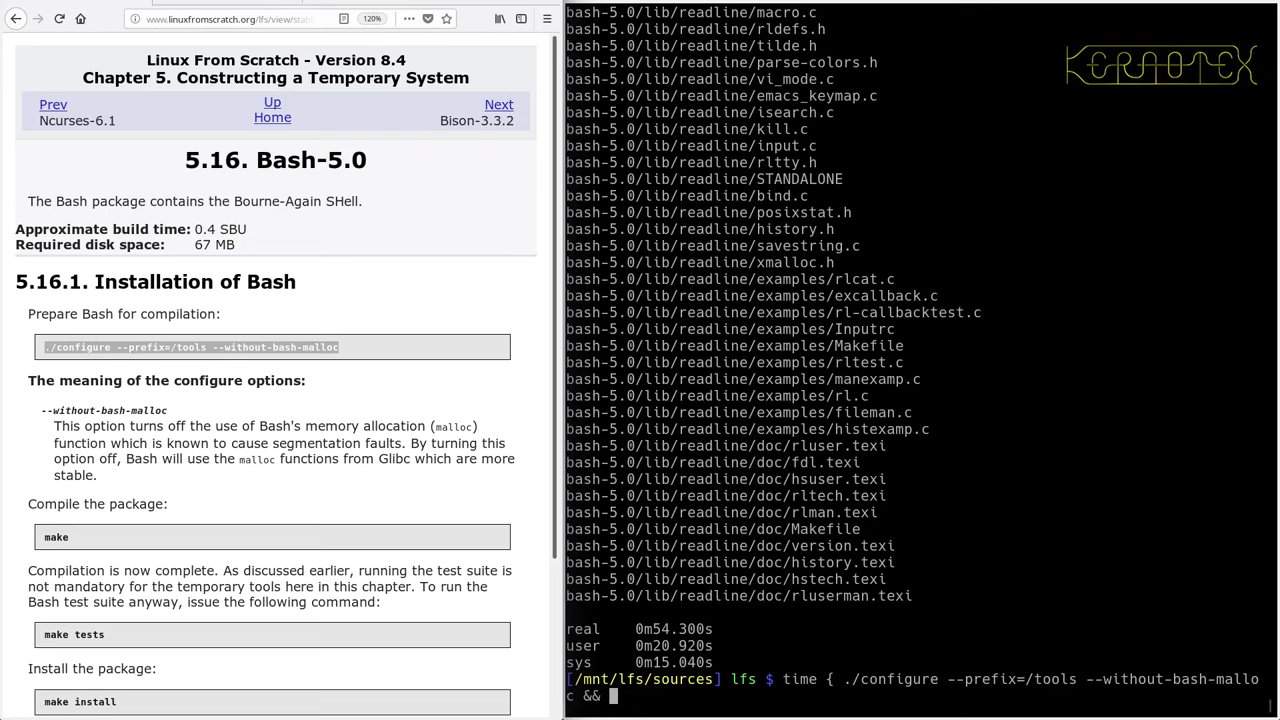 www.linuxfromscratch.org/lfs/view/stab
120%
Linux From Scratch - Version 8.4
Chapter 5. Constructing a Temporary System
Prev
Up
Next
Ncurses-6.1
Home
Bison-3.3.2
5.16. Bash-5.0
The Bash package contains the Bourne-Again SHell.
Approximate build time: 0.4 SBU
Required disk space: 67 MB
5.16.1. Installation of Bash
Prepare Bash for compilation:
./configure --prefix=/tools --without-bash-malloc
The meaning of the configure options:
--without-bash-malloc
This option turns off the use of Bash's memory allocation (malloc)
function which is known to cause segmentation faults. By turning this
option off, Bash will use the malloc functions from Glibc which are more
stable.
Compile the package:
make
Compilation is now complete. As discussed earlier, running the test suite is
not mandatory for the temporary tools here in this chapter. To run the
Bash test suite anyway, issue the following command:
make tests
Install the package:
make install
bash-5.0/lib/readline/macro.c
bash-5.0/lib/readline/rldefs.h
bash-5.0/lib/readline/tilde.h
bash-5.0/lib/readline/parse-colors.h
bash-5.0/lib/readline/vi_mode.c
bash-5.0/lib/readline/emacs_keymap.c
bash-5.0/lib/readline/isearch.c
bash-5.0/lib/readline/kill.c
bash-5.0/lib/readline/input.c
bash-5.0/lib/readline/rltty.h
bash-5.0/lib/readline/STANDALONE
bash-5.0/lib/readline/bind.c
bash-5.0/lib/readline/posixstat.h
bash-5.0/lib/readline/history.h
bash-5.0/lib/readline/savestring.c
bash-5.0/lib/readline/xmalloc.h
bash-5.0/lib/readline/examples/rlcat.c
bash-5.0/lib/readline/examples/excallback.c
bash-5.0/lib/readline/examples/rl-callbacktest.c
bash-5.0/lib/readline/examples/Inputrc
bash-5.0/lib/readline/examples/Makefile
bash-5.0/lib/readline/examples/rltest.c
bash-5.0/lib/readline/examples/manexamp.c
bash-5.0/lib/readline/examples/rl.c
bash-5.0/lib/readline/examples/fileman.c
bash-5.0/lib/readline/examples/histexamp.c
bash-5.0/lib/readline/doc/rluser.texi
bash-5.0/lib/readline/doc/fdl.texi
bash-5.0/lib/readline/doc/hsuser.texi
bash-5.0/lib/readline/doc/rltech.texi
bash-5.0/lib/readline/doc/rlman.texi
bash-5.0/lib/readline/doc/Makefile
bash-5.0/lib/readline/doc/version.texi
bash-5.0/lib/readline/doc/history.texi
bash-5.0/lib/readline/doc/hstech.texi
bash-5.0/lib/readline/doc/rluserman.texi
real 0m54.300s
user 0m20.920s
sys 0m15.040s
[/mnt/lfs/sources] lfs $ time { ./configure --prefix=/tools --without-bash-mallo
c &&